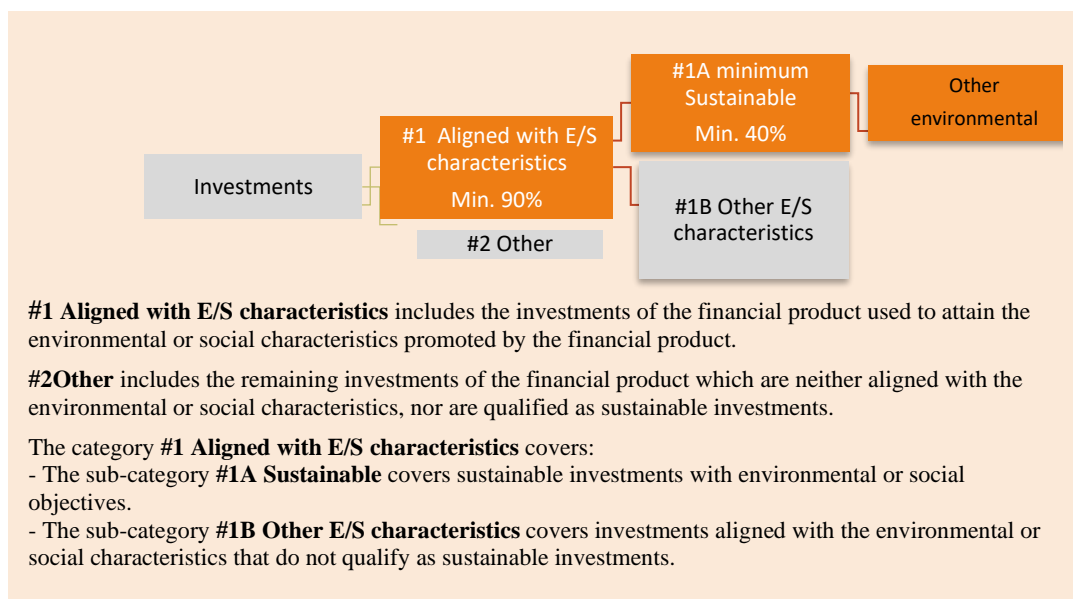 #1A minimum
Sustainable
Min. 40%
Other
environmental
#1 Aligned with E/S
characteristics
Min. 90%
Investments
#1B Other E/S
characteristics
#2 Other
#1 Aligned with E/S characteristics includes the investments of the financial product used to attain the
environmental or social characteristics promoted by the financial product.
#2Other includes the remaining investments of the financial product which are neither aligned with the
environmental or social characteristics, nor are qualified as sustainable investments.
The category #1 Aligned with E/S characteristics covers:
- The sub-category #1A Sustainable covers sustainable investments with environmental or social
objectives.
- The sub-category #1B Other E/S characteristics covers investments aligned with the environmental or
social characteristics that do not qualify as sustainable investments.